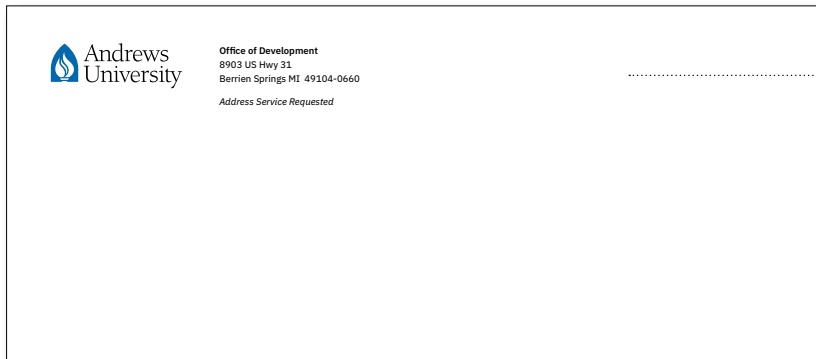 Andrews
University
Office of Development
8903 US Hwy 31
Berrien Springs MI 49104-0660
Address Service Requested